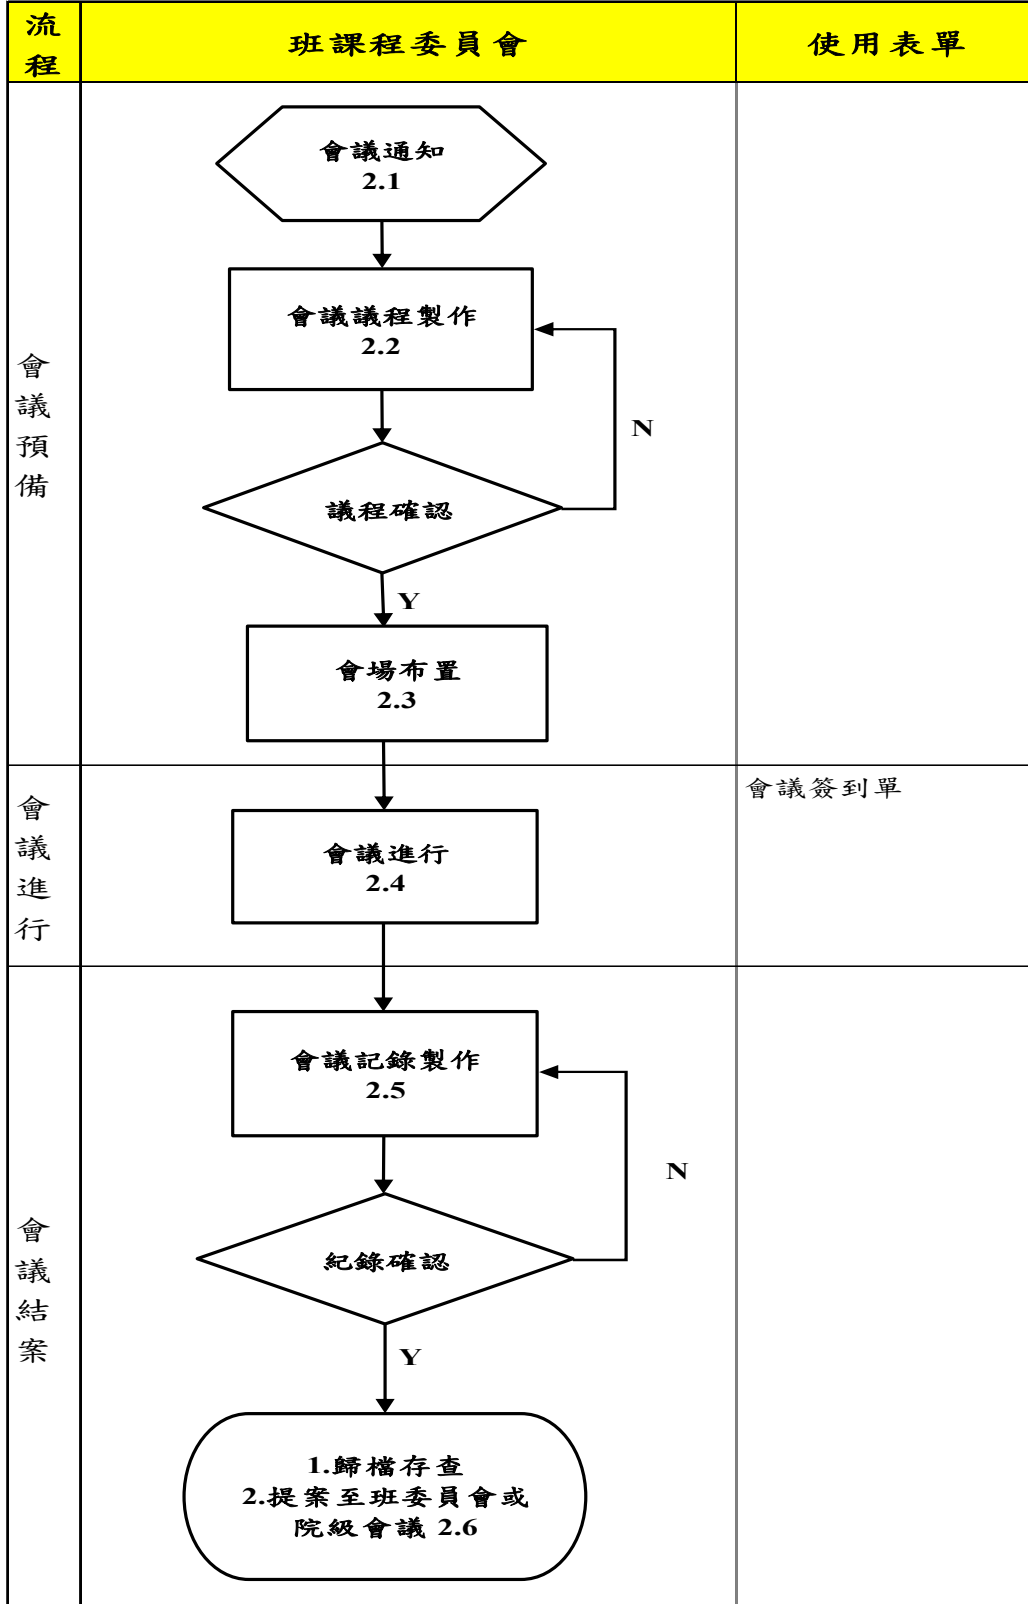 流
程
班課程委員會
使用表單
會議通知
2.1
會議議程製作
2.2
N
議程確認
Y
會場布置
2.3
會
議
預
備
會議簽到單
會議進行
2.4
會
議
進
行
會議記錄製作
2.5
N
紀錄確認
Y
1.歸檔存查
2.提案至班委員會或
院級會議 2.6
會
議
結
案